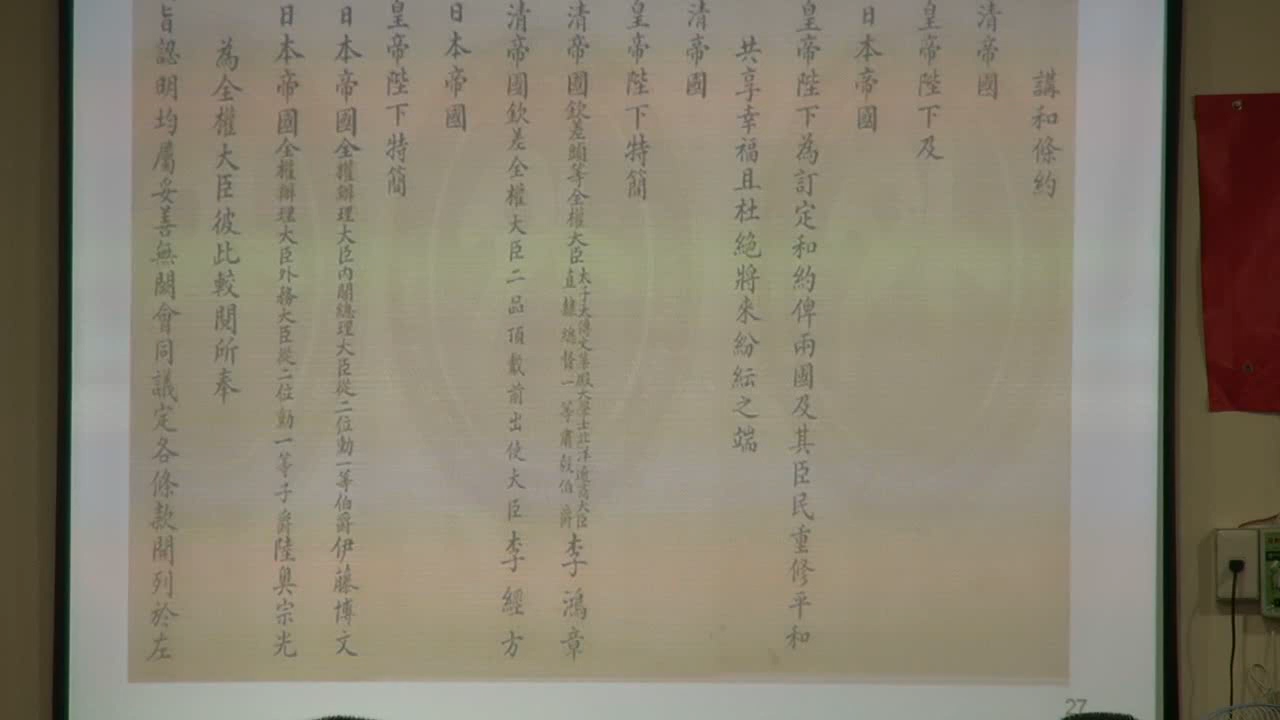 講和條約
清帝國
皇帝陛下及
日本帝國
皇帝陛下為訂定和約俾兩國及其臣民重修平和
共享幸福且杜絕將來紛紜之端
清帝國
皇帝陛下特簡
清帝國欽差頭等全權大臣太子太傅文華殿大學士北洋通商大臣直隸總督一等肅毅伯爵李鴻章
清帝國欽差全權大臣二品頂戴前出使大臣李經方
日本帝國
皇帝陛下特簡
日本帝國全權辦理大臣內閣總理大臣從二位勳一等伯爵伊藤博文
日本帝國全權辦理大臣外務大臣從二位勳一等子爵陸奧宗光
為全權大臣彼此較閱所奉
旨認明均屬妥善無闕會同議定各條款開列於左
27